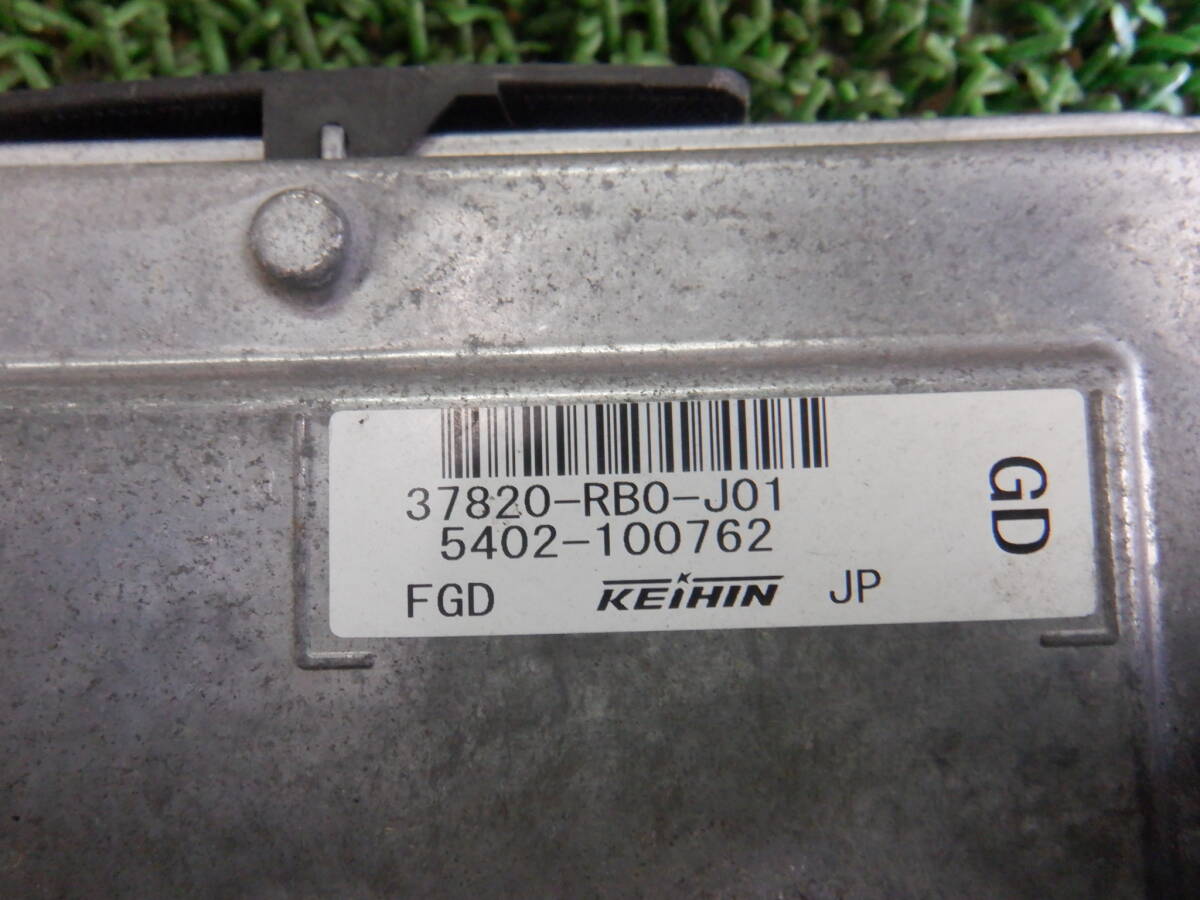 37820-RB0-J01
5402-100762
FGD KEIHIN JP
GD